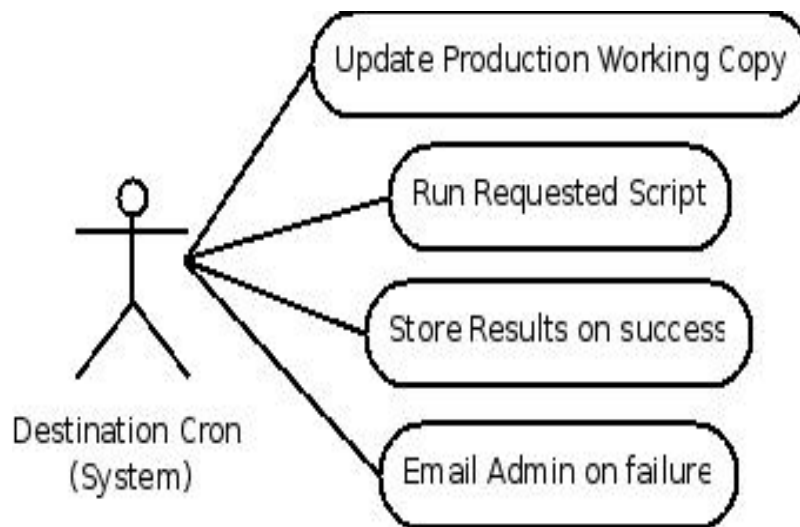 Update Production Working Copy
Run Requested Script
Store Results on success
Email Admin on failure
Destination Cron
(System)